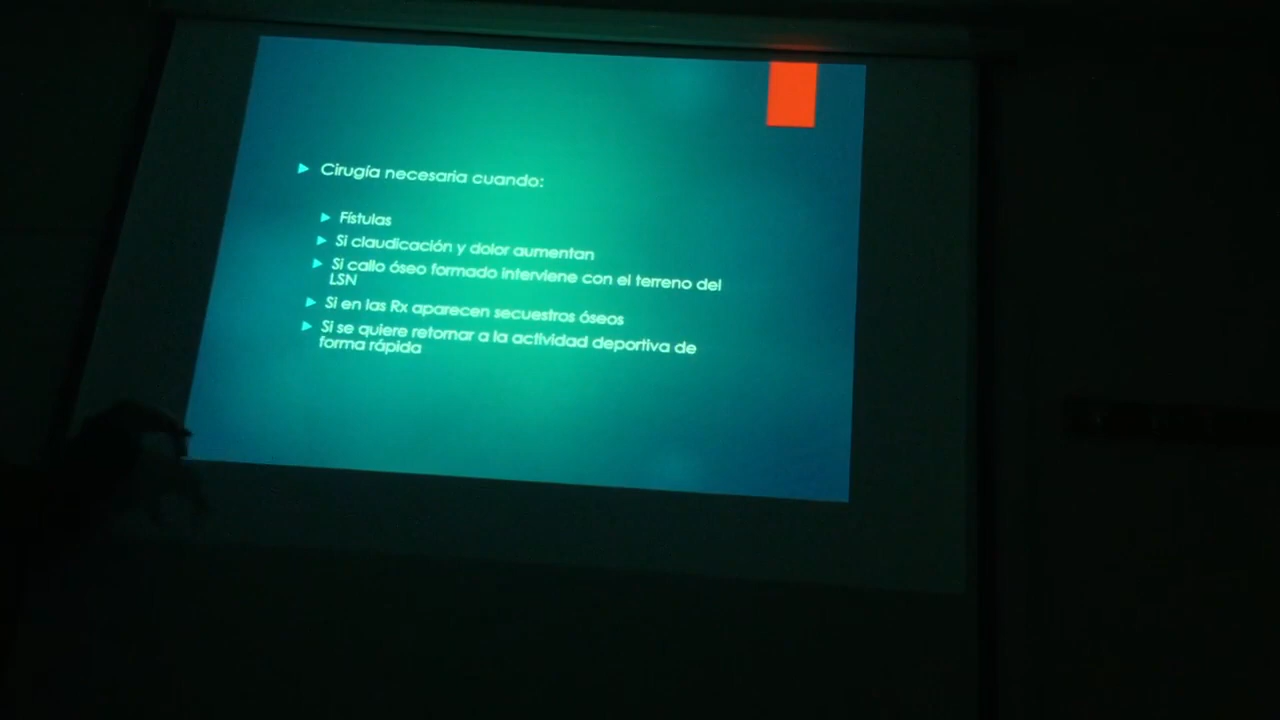 Cirugía necesaria cuando:
Fístulas
Si claudicación y dolor aumentan
Si callo óseo formado interviene con el terreno del
LSN
Si en las Rx aparecen secuestros óseos
Si se quiere retornar a la actividad deportiva de
forma rápida